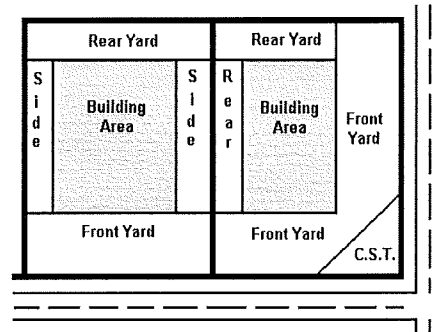 Rear Yard
Rear Yard
Side
Building
Area
Side
Rear
Building
Area
Front
Yard
Front Yard
Front Yard
C.S.T.